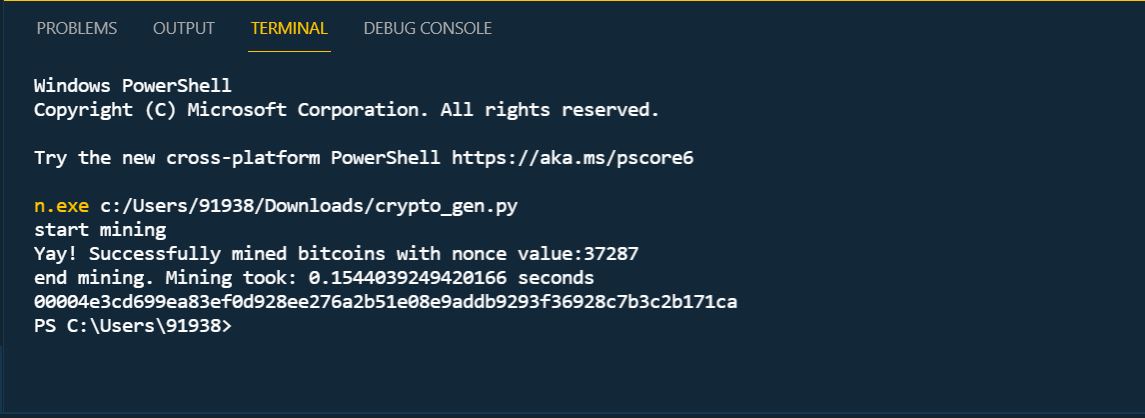 PROBLEMS OUTPUT TERMINAL DEBUG CONSOLE
Windows PowerShell
Copyright (C) Microsoft Corporation. All rights reserved.
Try the new cross-platform PowerShell https://aka.ms/pscore6
n.exe c:/Users/91938/Downloads/crypto_gen.py
start mining
Yay! Successfully mined bitcoins with nonce value:37287
end mining. Mining took: 0.1544039249420166 seconds
00004e3cd699ea83ef0d928ee276a2b51e08e9addb9293f36928c7b3c2b171ca
PS C:\Users\91938>